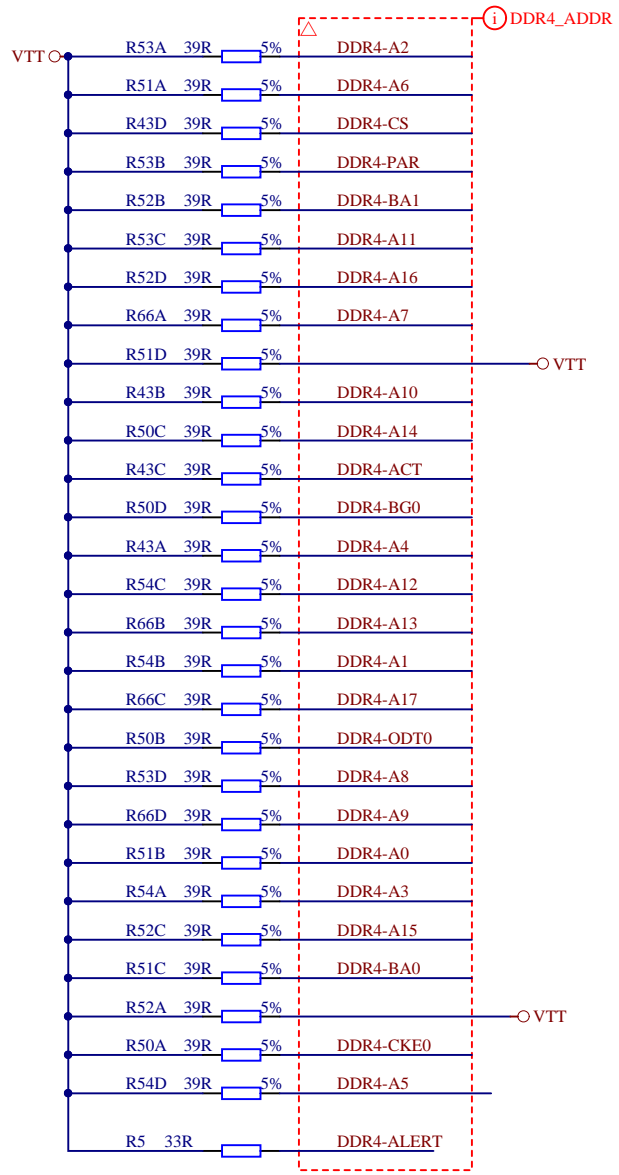 i DDR4_ADDR
VTT R53A 39R 5% DDR4-A2
R51A 39R 5% DDR4-A6
R43D 39R 5% DDR4-CS
R53B 39R 5% DDR4-PAR
R52B 39R 5% DDR4-BA1
R53C 39R 5% DDR4-A11
R52D 39R 5% DDR4-A16
R66A 39R 5% DDR4-A7
R51D 39R 5% VTT
R43B 39R 5% DDR4-A10
R50C 39R 5% DDR4-A14
R43C 39R 5% DDR4-ACT
R50D 39R 5% DDR4-BG0
R43A 39R 5% DDR4-A4
R54C 39R 5% DDR4-A12
R66B 39R 5% DDR4-A13
R54B 39R 5% DDR4-A1
R66C 39R 5% DDR4-A17
R50B 39R 5% DDR4-ODT0
R53D 39R 5% DDR4-A8
R66D 39R 5% DDR4-A9
R51B 39R 5% DDR4-A0
R54A 39R 5% DDR4-A3
R52C 39R 5% DDR4-A15
R51C 39R 5% DDR4-BA0
R52A 39R 5% VTT
R50A 39R 5% DDR4-CKE0
R54D 39R 5% DDR4-A5
R5 33R DDR4-ALERT